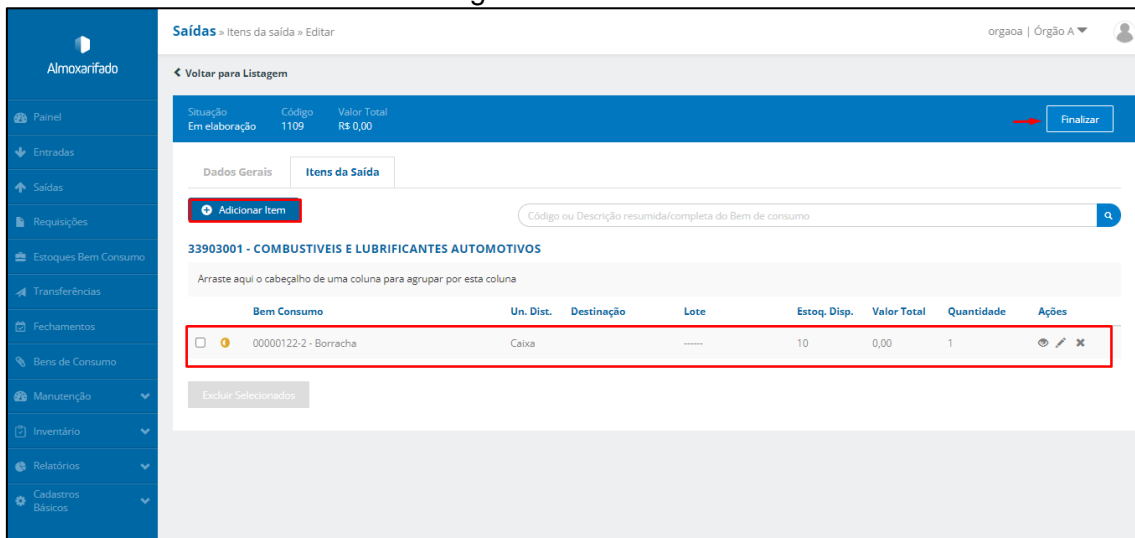 Saídas » Itens da saída » Editar
orgaoa | Órgão A
Almoxarifado
Voltar para Listagem
Situação Código Valor Total
Em elaboração 1109 R$ 0,00
Finalizar
Painel
Entradas
Saídas
Requisições
Estoques Bem Consumo
Transferências
Fechamentos
Bens de Consumo
Manutenção
Inventário
Relatórios
Cadastros
Básicos
Dados Gerais Itens da Saída
Adicionar Item
Código ou Descrição resumida/completa do Bem de consumo
33903001 - COMBUSTIVEIS E LUBRIFICANTES AUTOMOTIVOS
Arraste aqui o cabeçalho de uma coluna para agrupar por esta coluna
Bem Consumo Un. Dist. Destinação Lote Estoq. Disp. Valor Total Quantidade Ações
00000122-2 - Borracha Caixa ------ 10 0,00 1
Excluir Selecionados